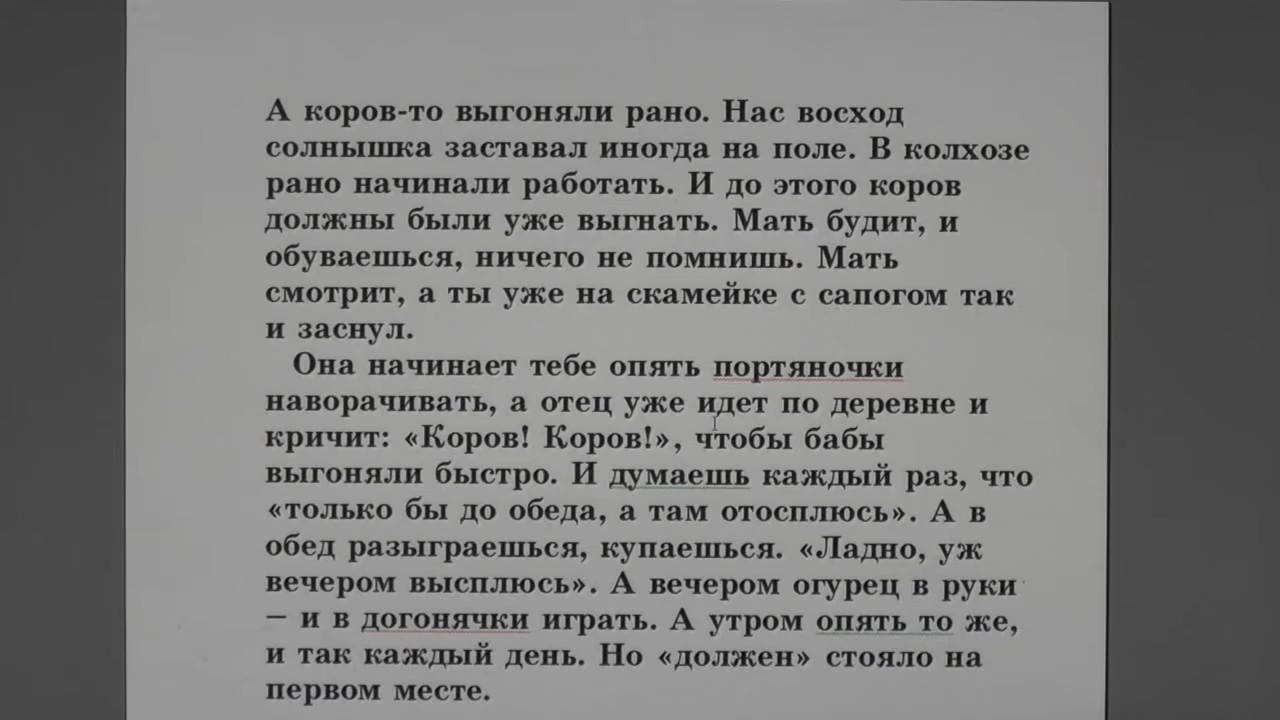 А коров-то выгоняли рано. Нас восход
солнышка заставал иногда на поле. В колхозе
рано начинали работать. И до этого коров
должны были уже выгнать. Мать будит, и
обуваешься, ничего не помнишь. Мать
смотрит, а ты уже на скамейке с сапогом так
и заснул.
Она начинает тебе опять портяночки
наворачивать, а отец уже идет по деревне и
кричит: «Коров! Коров!», чтобы бабы
выгоняли быстро. И думаешь каждый раз, что
«только бы до обеда, а там отосплюсь». А в
обед разыграешься, купаешься. «Ладно, уж
вечером высплюсь». А вечером огурец в руки
– и в догонячки играть. А утром опять то же,
и так каждый день. Но «должен» стояло на
первом месте.